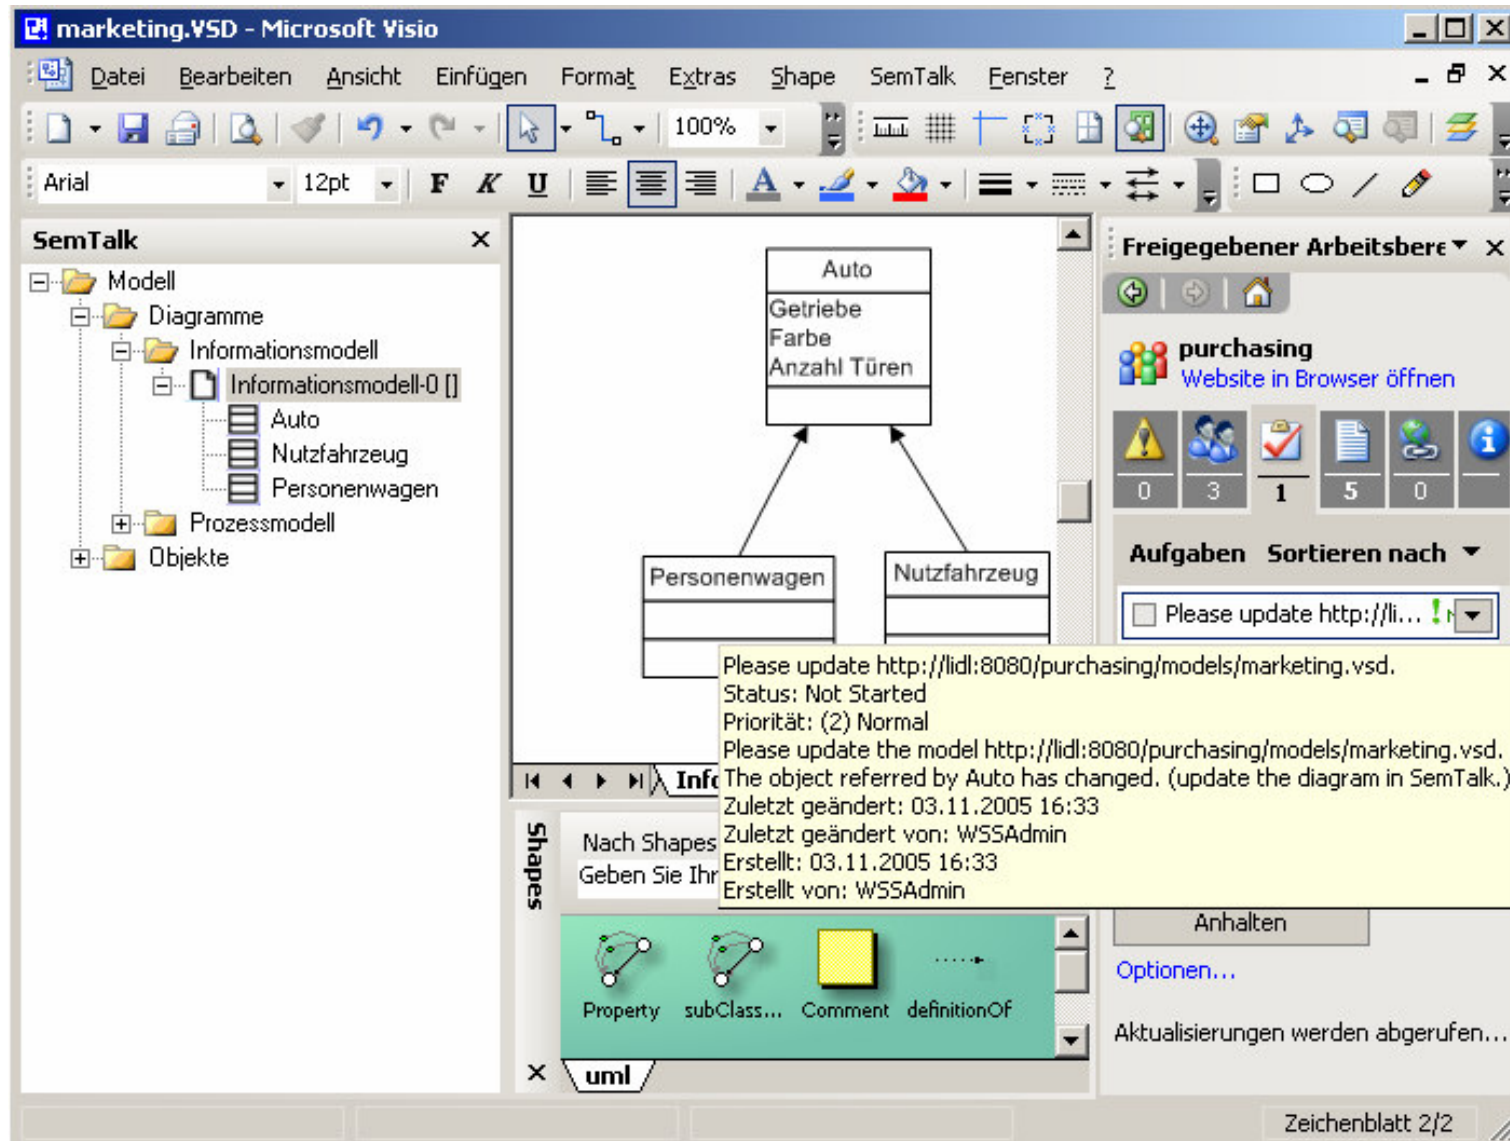 marketing.VSD - Microsoft Visio
Datei Bearbeiten Ansicht Einfügen Format Extras Shape SemTalk Fenster ?
100%
Arial 12pt F K U A
SemTalk
Modell
Diagramme
Informationsmodell
Informationsmodell-0 []
Auto
Nutzfahrzeug
Personenwagen
Prozessmodell
Objekte
Auto
Getriebe
Farbe
Anzahl Türen
Personenwagen
Nutzfahrzeug
Freigegebener Arbeitsbere
purchasing
Website in Browser öffnen
0 3 1 5 0
Aufgaben Sortieren nach
Please update http://li... !
Please update http://lidl:8080/purchasing/models/marketing.vsd.
Status: Not Started
Priorität: (2) Normal
Please update the model http://lidl:8080/purchasing/models/marketing.vsd.
The object referred by Auto has changed. (update the diagram in SemTalk.)
Zuletzt geändert: 03.11.2005 16:33
Zuletzt geändert von: WSSAdmin
Erstellt: 03.11.2005 16:33
Erstellt von: WSSAdmin
Info
Shapes
Nach Shapes
Geben Sie Ihr
Property subClass... Comment definitionOf
uml
Anhalten
Optionen...
Aktualisierungen werden abgerufen...
Zeichenblatt 2/2